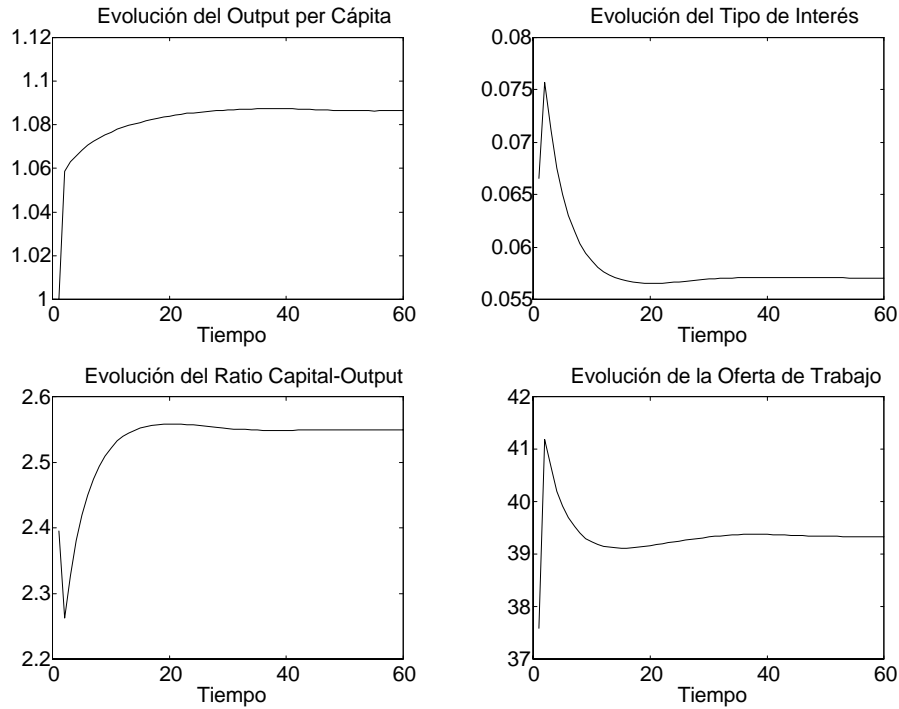 Evolución del Output per Cápita
1.12
1.1
1.08
1.06
1.04
1.02
1
0 20 40 60
Tiempo
Evolución del Tipo de Interés
0.08
0.075
0.07
0.065
0.06
0.055
0 20 40 60
Tiempo
Evolución del Ratio Capital-Output
2.6
2.5
2.4
2.3
2.2
0 20 40 60
Tiempo
Evolución de la Oferta de Trabajo
42
41
40
39
38
37
0 20 40 60
Tiempo